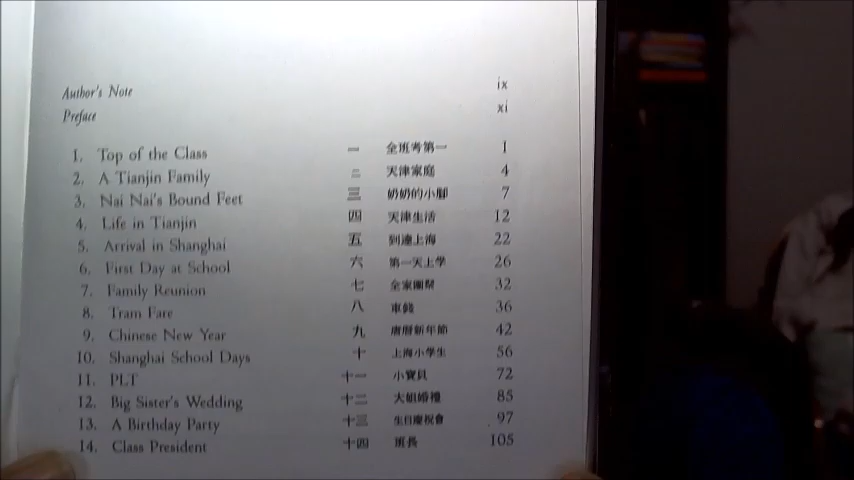 Author's Note ix
Preface xi
1. Top of the Class 一 全班考第一 1
2. A Tianjin Family 二 天津家庭 4
3. Nai Nai's Bound Feet 三 奶奶的小腳 7
4. Life in Tianjin 四 天津生活 12
5. Arrival in Shanghai 五 到達上海 22
6. First Day at School 六 第一天上学 26
7. Family Reunion 七 全家團聚 32
8. Tram Fare 八 車錢 36
9. Chinese New Year 九 唐曆新年節 42
10. Shanghai School Days 十 上海小學生 56
11. PLT 十一 小寶貝 72
12. Big Sister's Wedding 十二 大姐婚禮 85
13. A Birthday Party 十三 生日慶祝會 97
14. Class President 十四 班長 105